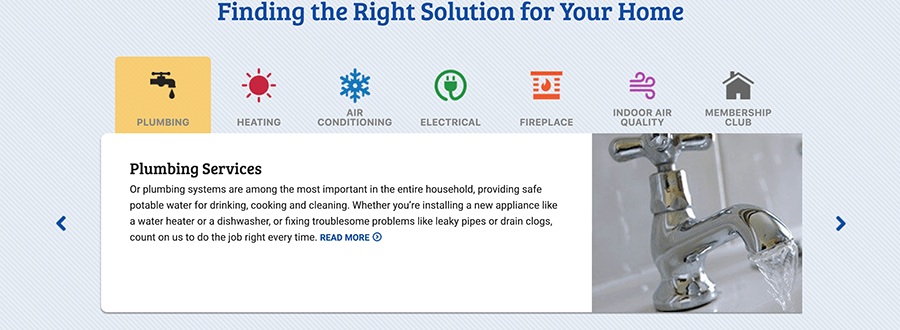 Finding the Right Solution for Your Home
PLUMBING
HEATING
AIR
CONDITIONING
ELECTRICAL
FIREPLACE
INDOOR AIR
QUALITY
MEMBERSHIP
CLUB
Plumbing Services
Or plumbing systems are among the most important in the entire household, providing safe
potable water for drinking, cooking and cleaning. Whether you're installing a new appliance like
a water heater or a dishwasher, or fixing troublesome problems like leaky pipes or drain clogs,
count on us to do the job right every time. READ MORE